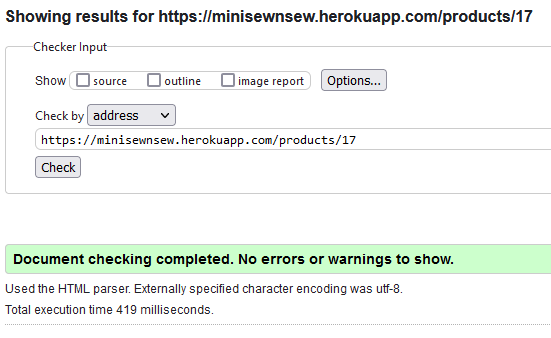 Showing results for https://minisewnsew.herokuapp.com/products/17
Checker Input
Show source outline image report Options...
Check by address
https://minisewnsew.herokuapp.com/products/17
Check
Document checking completed. No errors or warnings to show.
Used the HTML parser. Externally specified character encoding was utf-8.
Total execution time 419 milliseconds.